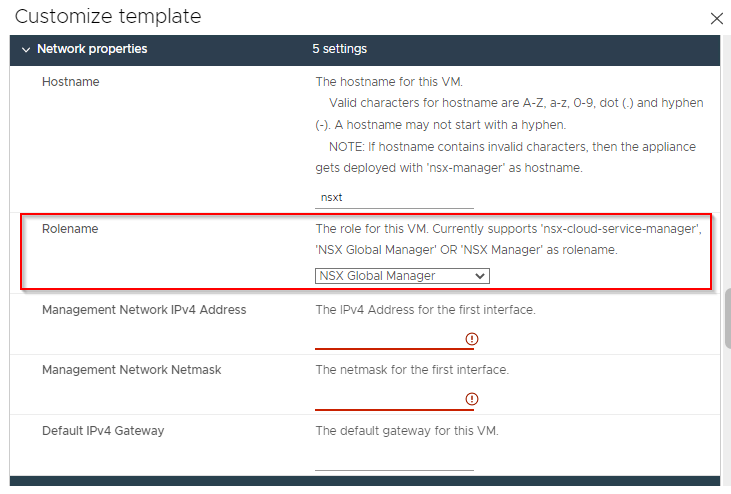 Customize template
Network properties 5 settings
Hostname The hostname for this VM.
Valid characters for hostname are A-Z, a-z, 0-9, dot (.) and hyphen
(-). A hostname may not start with a hyphen.
NOTE: If hostname contains invalid characters, then the appliance
gets deployed with 'nsx-manager' as hostname.
nsxt
Rolename The role for this VM. Currently supports 'nsx-cloud-service-manager',
'NSX Global Manager' OR 'NSX Manager' as rolename.
NSX Global Manager
Management Network IPv4 Address The IPv4 Address for the first interface.
Management Network Netmask The netmask for the first interface.
Default IPv4 Gateway The default gateway for this VM.